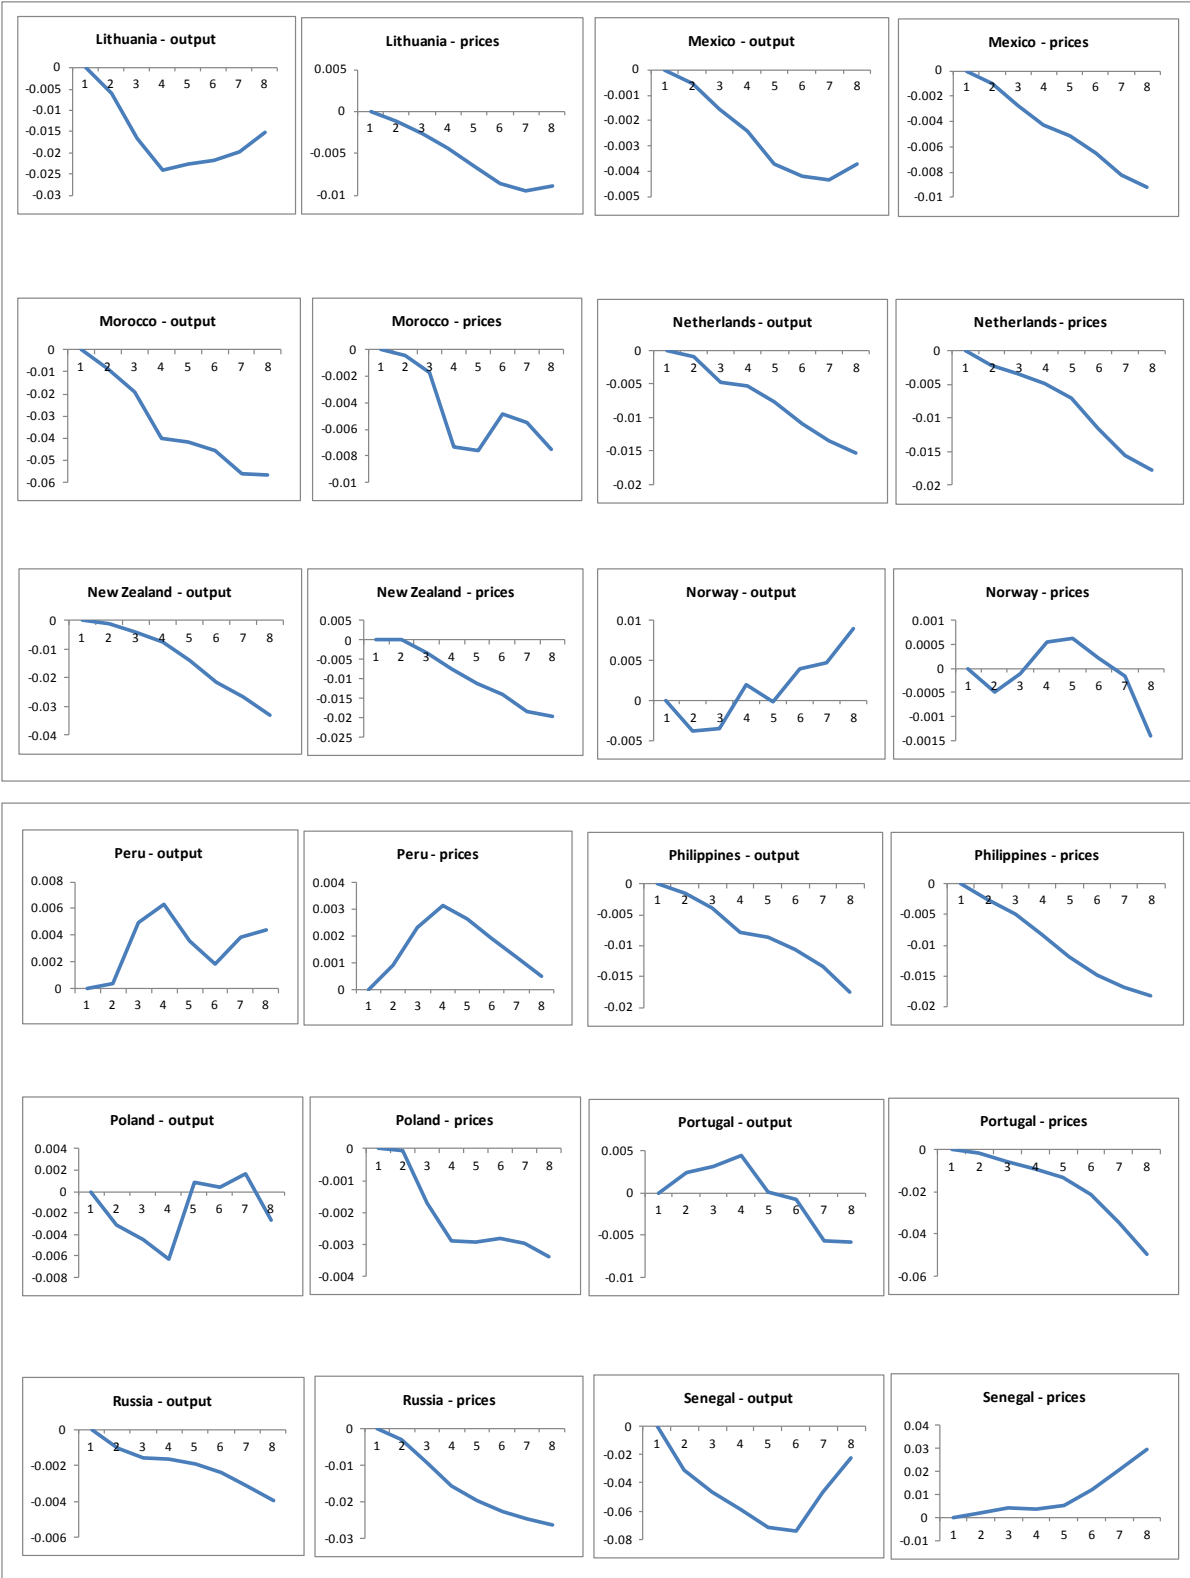 Lithuania - output
0
-0.005
-0.01
-0.015
-0.02
-0.025
-0.03
1 2 3 4 5 6 7 8
Lithuania - prices
0.005
0
-0.005
-0.01
1 2 3 4 5 6 7 8
Mexico - output
0
-0.001
-0.002
-0.003
-0.004
-0.005
1 2 3 4 5 6 7 8
Mexico - prices
0
-0.002
-0.004
-0.006
-0.008
-0.01
1 2 3 4 5 6 7 8
Morocco - output
0
-0.01
-0.02
-0.03
-0.04
-0.05
-0.06
1 2 3 4 5 6 7 8
Morocco - prices
0
-0.002
-0.004
-0.006
-0.008
-0.01
1 2 3 4 5 6 7 8
Netherlands - output
0
-0.005
-0.01
-0.015
-0.02
1 2 3 4 5 6 7 8
Netherlands - prices
0
-0.005
-0.01
-0.015
-0.02
1 2 3 4 5 6 7 8
New Zealand - output
0
-0.01
-0.02
-0.03
-0.04
1 2 3 4 5 6 7 8
New Zealand - prices
0.005
0
-0.005
-0.01
-0.015
-0.02
-0.025
1 2 3 4 5 6 7 8
Norway - output
0.01
0.005
0
-0.005
1 2 3 4 5 6 7 8
Norway - prices
0.001
0.0005
0
-0.0005
-0.001
-0.0015
1 2 3 4 5 6 7 8
Peru - output
0.008
0.006
0.004
0.002
0
1 2 3 4 5 6 7 8
Peru - prices
0.004
0.003
0.002
0.001
0
1 2 3 4 5 6 7 8
Philippines - output
0
-0.005
-0.01
-0.015
-0.02
1 2 3 4 5 6 7 8
Philippines - prices
0
-0.005
-0.01
-0.015
-0.02
1 2 3 4 5 6 7 8
Poland - output
0.004
0.002
0
-0.002
-0.004
-0.006
-0.008
1 2 3 4 5 6 7 8
Poland - prices
0
-0.001
-0.002
-0.003
-0.004
1 2 3 4 5 6 7 8
Portugal - output
0.005
0
-0.005
-0.01
1 2 3 4 5 6 7 8
Portugal - prices
0
-0.02
-0.04
-0.06
1 2 3 4 5 6 7 8
Russia - output
0
-0.002
-0.004
-0.006
1 2 3 4 5 6 7 8
Russia - prices
0
-0.01
-0.02
-0.03
1 2 3 4 5 6 7 8
Senegal - output
0
-0.02
-0.04
-0.06
-0.08
1 2 3 4 5 6 7 8
Senegal - prices
0.04
0.03
0.02
0.01
0
-0.01
1 2 3 4 5 6 7 8